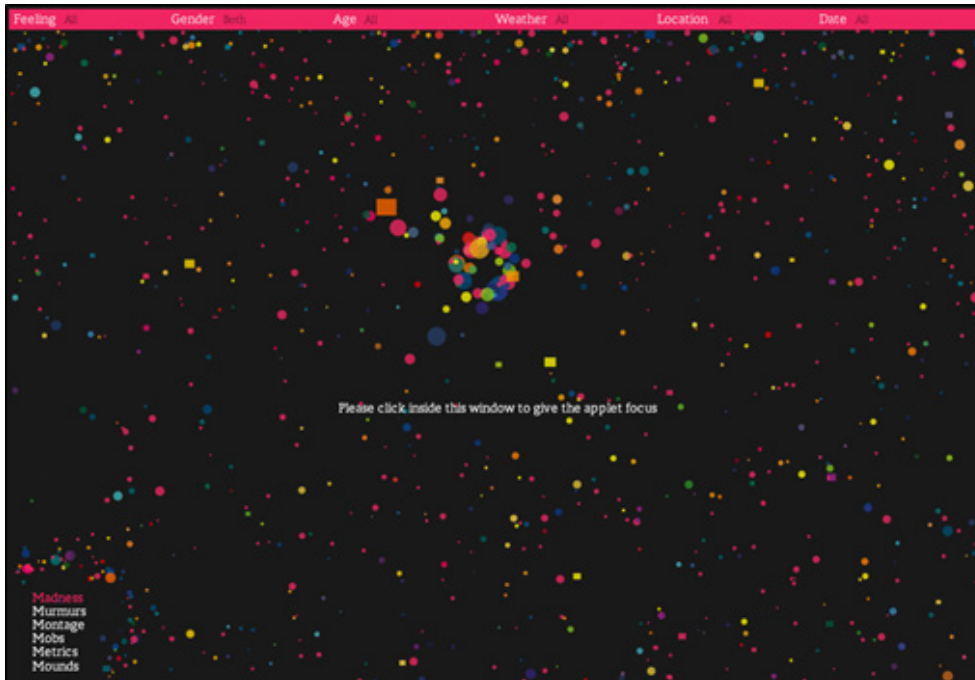 Feeling All Gender Both Age All Weather All Location All Date All
Please click inside this window to give the applet focus
Madness
Murmurs
Montage
Mobs
Metrics
Mounds